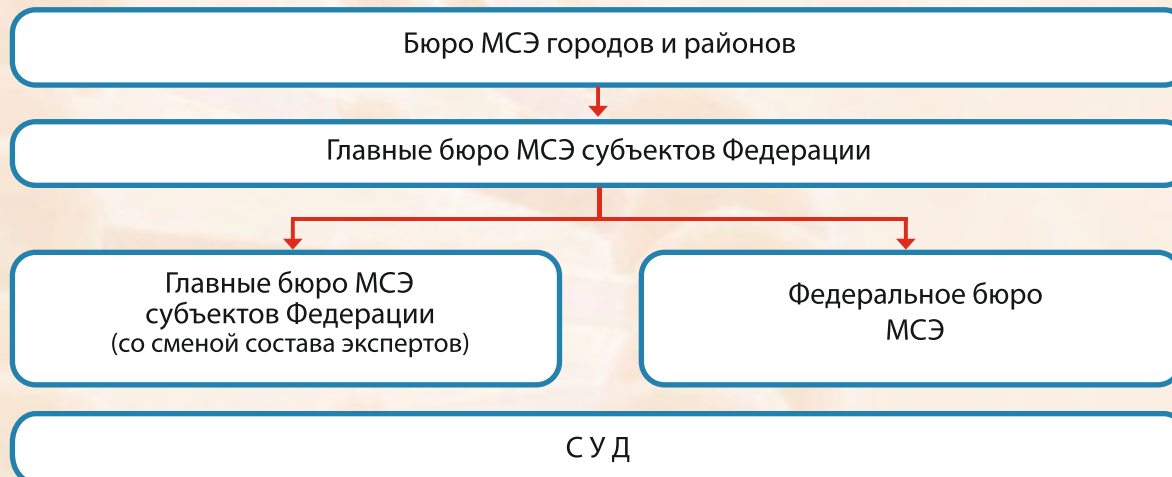 Бюро МСЭ городов и районов
Главные бюро МСЭ субъектов Федерации
Главные бюро МСЭ
субъектов Федерации
(со сменой состава экспертов)
Федеральное бюро
МСЭ
С У Д